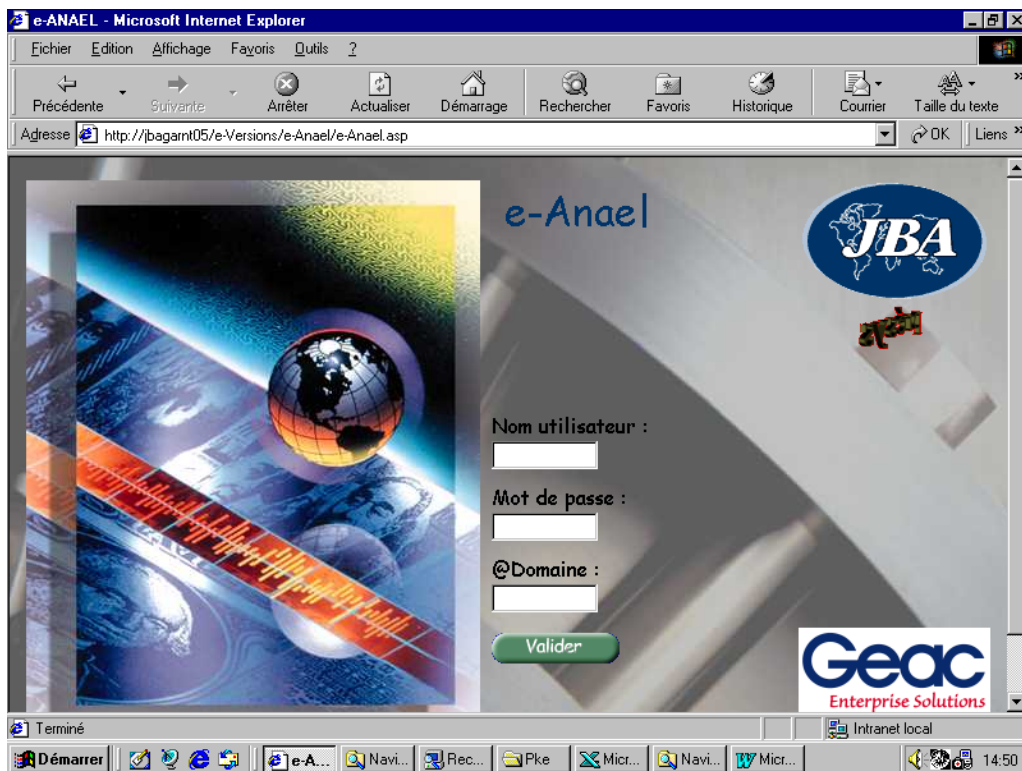 e-ANAEL - Microsoft Internet Explorer
Fichier Edition Affichage Favoris Outils ?
Précédente Suivante Arrêter Actualiser Démarrage Rechercher Favoris Historique Courrier Taille du texte »
Adresse http://jbagarnt05/e-Versions/e-Anael/e-Anael.asp OK Liens »
e-Anael
JBA
Nom utilisateur :
Mot de passe :
@Domaine :
Valider
Geac
Enterprise Solutions
Terminé Intranet local
Démarrer e-A... Navi... Rec... Pke Micr... Navi... Micr... 14:50